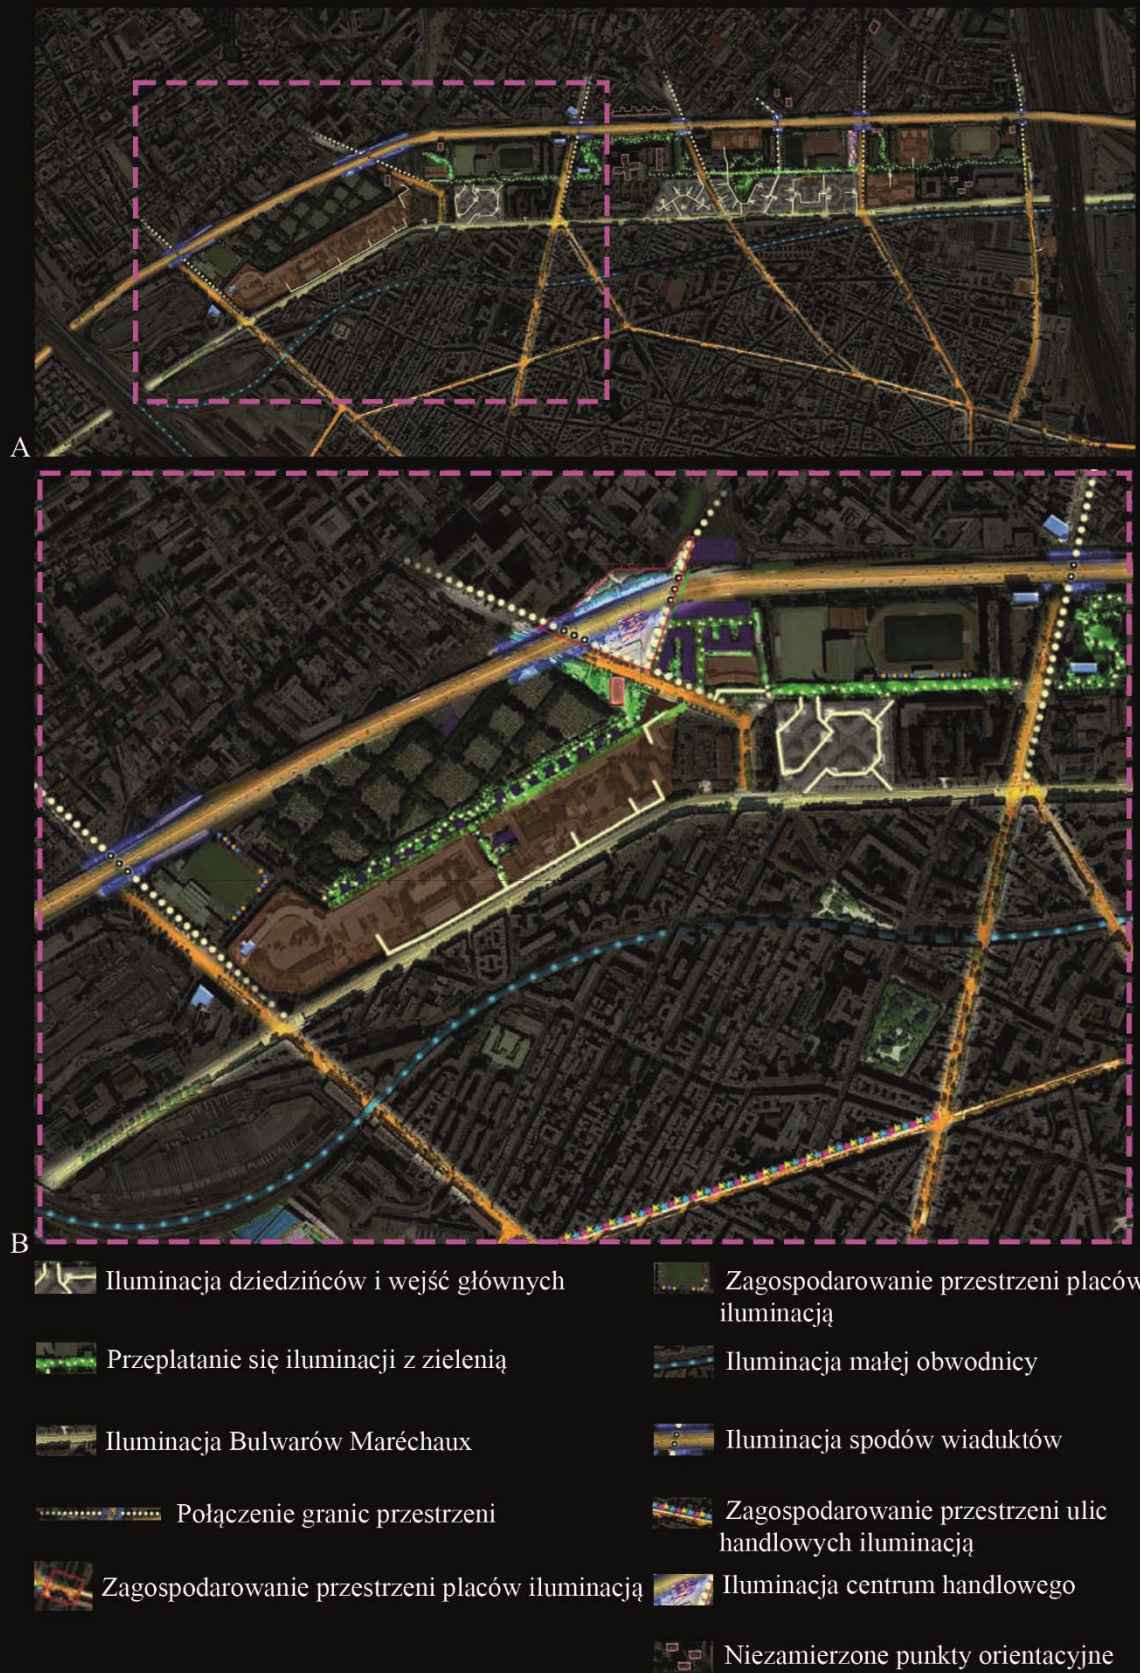 A
B
Iluminacja dziedzińców i wejść głównych
Przeplatanie się iluminacji z zielenią
Iluminacja Bulwarów Maréchaux
Połączenie granic przestrzeni
Zagospodarowanie przestrzeni placów iluminacją
Zagospodarowanie przestrzeni placów
iluminacją
Iluminacja małej obwodnicy
Iluminacja spodów wiaduktów
Zagospodarowanie przestrzeni ulic
handlowych iluminacją
Iluminacja centrum handlowego
Niezamierzone punkty orientacyjne